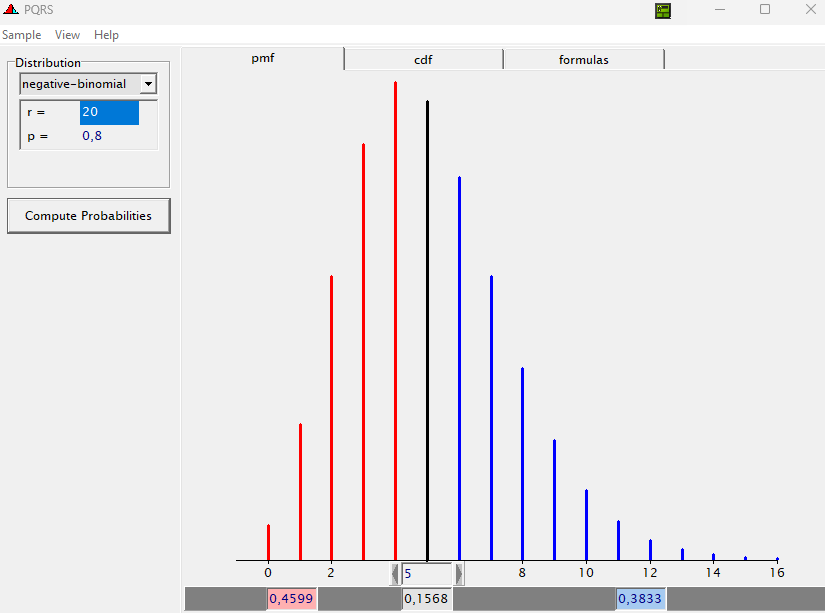 PQRS
Sample View Help
Distribution
negative-binomial
r = 20
p = 0,8
Compute Probabilities
pmf cdf formulas
0 2 5 8 10 12 14 16
0,4599 0,1568 0,3833